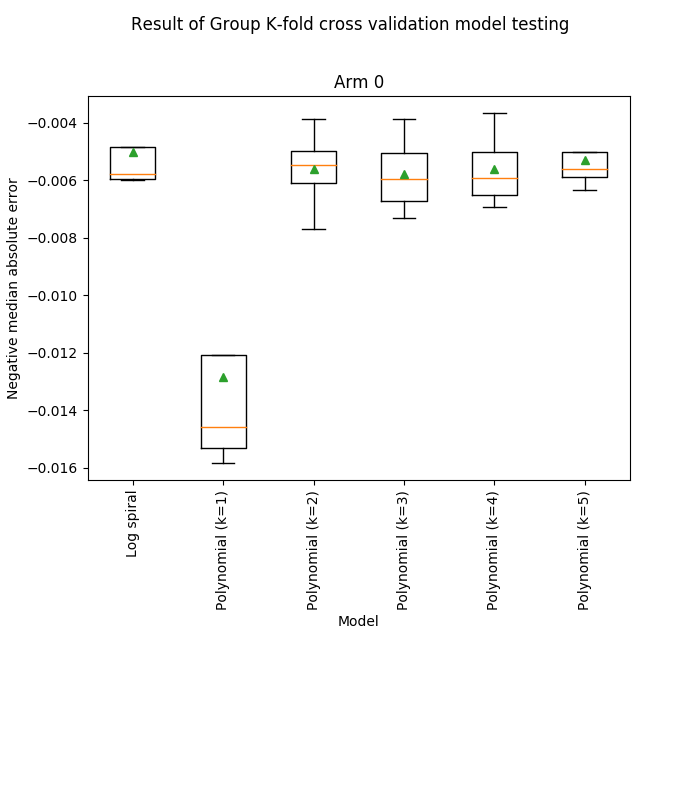 Result of Group K-fold cross validation model testing
Arm 0
Negative median absolute error
−0.004
−0.006
−0.008
−0.010
−0.012
−0.014
−0.016
Log spiral
Polynomial (k=1)
Polynomial (k=2)
Polynomial (k=3)
Polynomial (k=4)
Polynomial (k=5)
Model